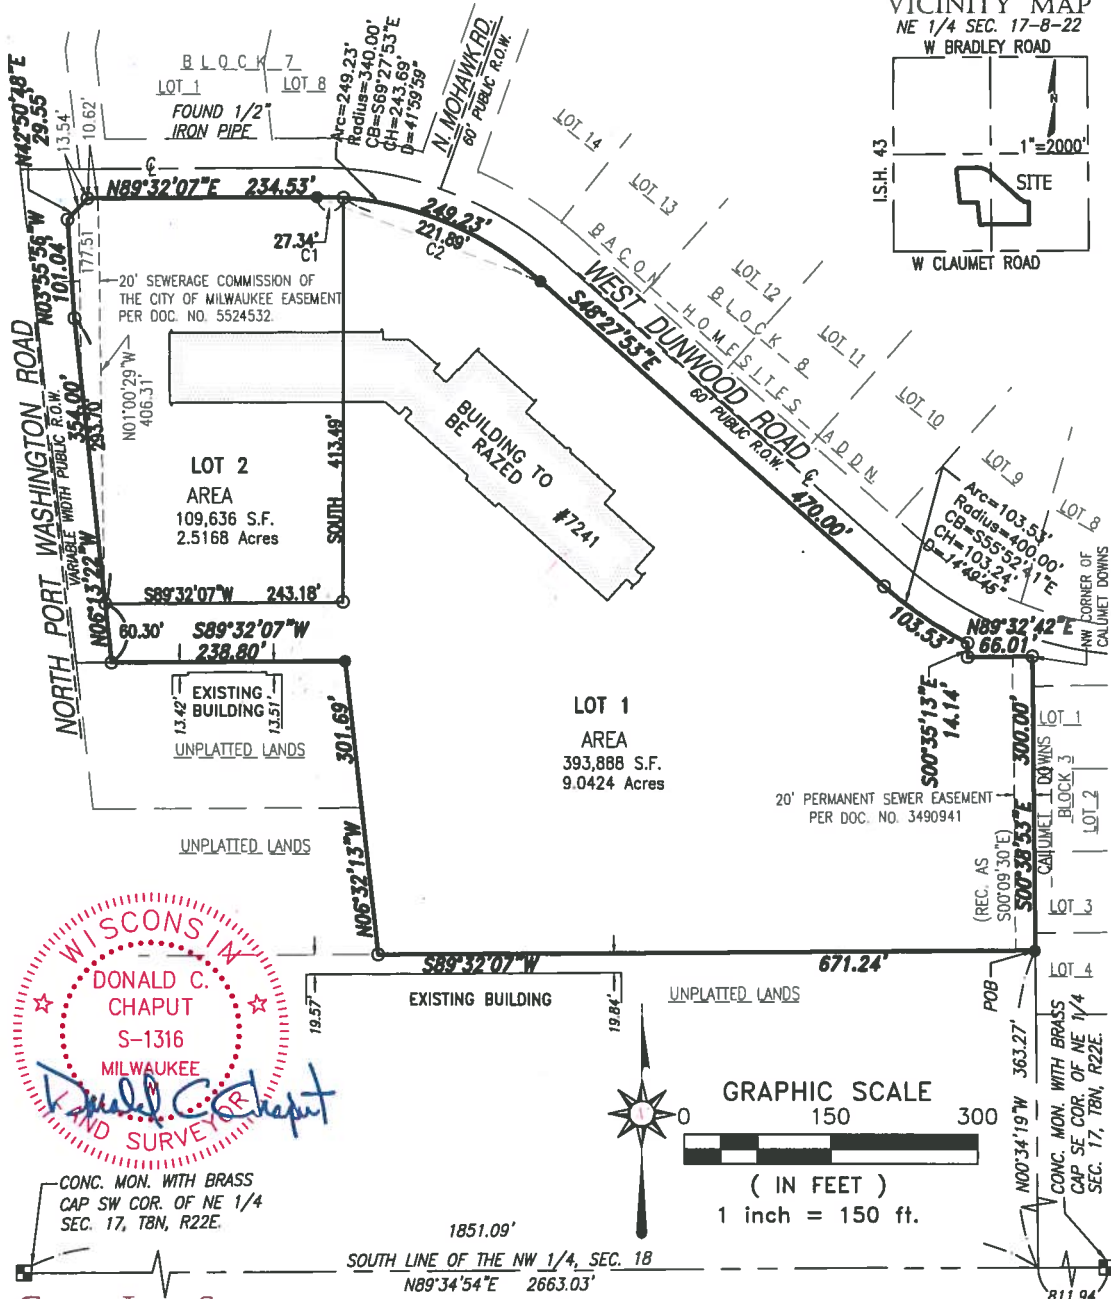 VICINITY MAP
NE 1/4 SEC. 17-8-22
W BRADLEY ROAD
I.S.H. 43
N
1"=2000'
SITE
W CLAUMET ROAD
BLOCK 7
LOT 1
LOT 8
FOUND 1/2"
IRON PIPE
Arc=249.23'
Radius=340.00'
CB=S69°27'53"E
CH=243.69'
D=41°59'59"
N. MOHAWK RD.
60' PUBLIC R.O.W.
N42°50'48"E
29.55'
13.54'
10.62'
N89°32'07"E 234.53'
27.34'
C1
249.23'
221.89'
C2
LOT 14
LOT 13
LOT 12
LOT 11
LOT 10
LOT 9
LOT 8
BACON HOMESITES ADDN.
BLOCK 8
WEST DUNWOOD ROAD
60' PUBLIC R.O.W.
S48°27'53"E
470.00'
N03°55'56"W
101.04'
177.51
20' SEWERAGE COMMISSION OF
THE CITY OF MILWAUKEE EASEMENT
PER DOC. NO. 5524532.
N01°00'29"W
406.31'
NORTH PORT WASHINGTON ROAD
VARIABLE WIDTH PUBLIC R.O.W.
354.00'
293.70'
N06°13'22"W
BUILDING TO
BE RAZED
#7241
LOT 2
AREA
109,636 S.F.
2.5168 Acres
SOUTH 413.49'
S89°32'07"W 243.18'
60.30'
S89°32'07"W
238.80'
EXISTING
BUILDING
13.42'
13.51'
UNPLATTED LANDS
UNPLATTED LANDS
301.69'
N06°32'13"W
LOT 1
AREA
393,888 S.F.
9.0424 Acres
Arc=103.53'
Radius=400.00'
CB=S55°52'41"E
CH=103.24'
D=14°49'45"
103.53'
N89°32'42"E
66.01'
NW CORNER OF
CALUMET DOWNS
S00°35'13"E
14.14'
20' PERMANENT SEWER EASEMENT
PER DOC. NO. 3490941
(REC. AS
S00°09'30"E)
300.00'
S00°38'53"E
CALUMET DOWNS
BLOCK 3
LOT 1
LOT 2
LOT 3
LOT 4
S89°32'07"W 671.24'
EXISTING BUILDING
19.57'
19.84'
UNPLATTED LANDS
POB
N00°34'19"W 363.27'
CONC. MON. WITH BRASS
CAP SE COR. OF NE 1/4
SEC. 17, T8N, R22E.
WISCONSIN
DONALD C.
CHAPUT
S-1316
MILWAUKEE
LAND SURVEYOR
Donald C. Chaput
GRAPHIC SCALE
0 150 300
( IN FEET )
1 inch = 150 ft.
CONC. MON. WITH BRASS
CAP SW COR. OF NE 1/4
SEC. 17, T8N, R22E.
1851.09'
SOUTH LINE OF THE NW 1/4, SEC. 18
N89°34'54"E 2663.03'
811.94'